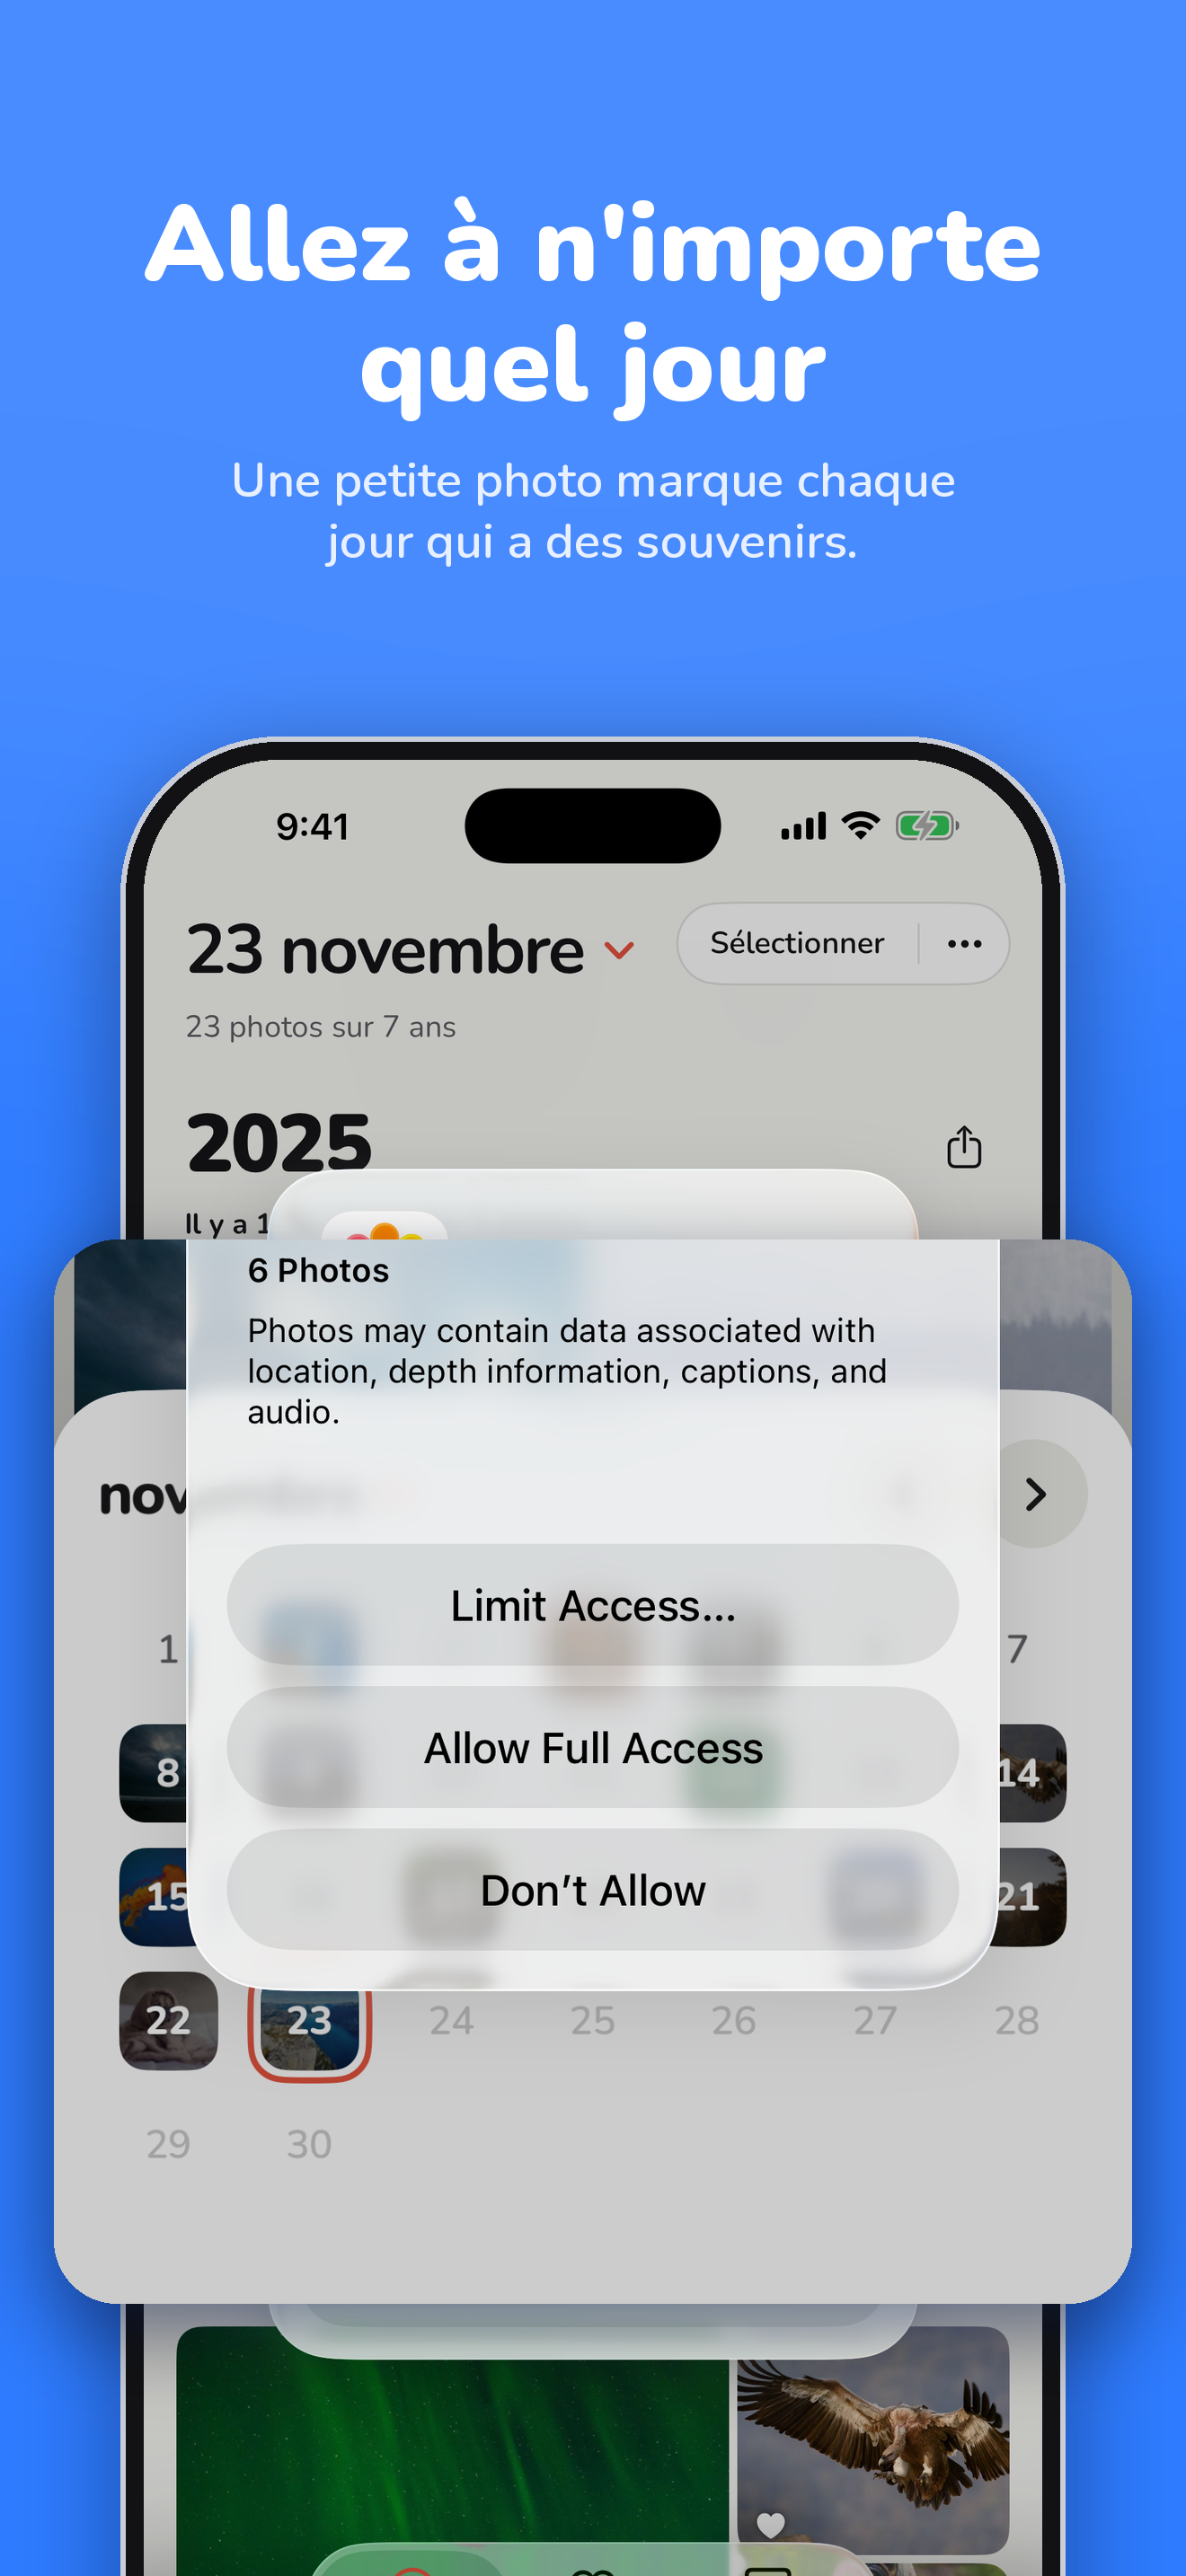 Allez à n'importe
quel jour
Une petite photo marque chaque
jour qui a des souvenirs.
9:41
23 novembre
Sélectionner
23 photos sur 7 ans
2025
Il y a 1
6 Photos
Photos may contain data associated with
location, depth information, captions, and
audio.
nov
Limit Access...
1
7
Allow Full Access
8
14
Don’t Allow
15
21
22 23 24 25 26 27 28
29 30